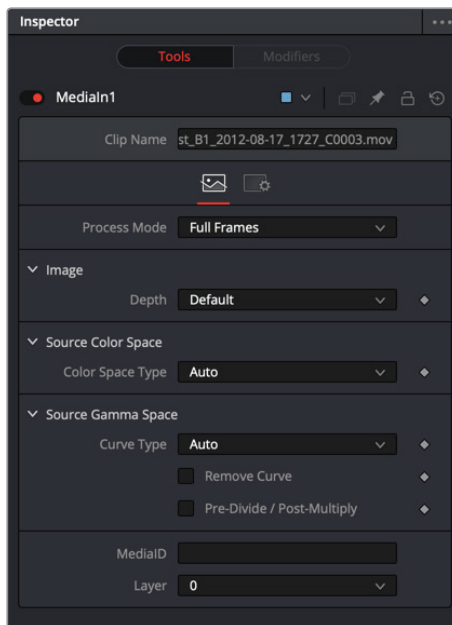 Inspector
Tools Modifiers
MediaIn1
Clip Name st_B1_2012-08-17_1727_C0003.mov
Process Mode Full Frames
Image
Depth Default
Source Color Space
Color Space Type Auto
Source Gamma Space
Curve Type Auto
Remove Curve
Pre-Divide / Post-Multiply
MediaID
Layer 0